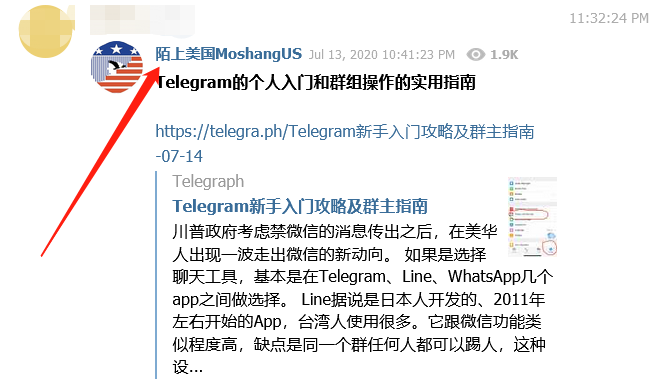 11:32:24 PM
陌上美国MoshangUS Jul 13, 2020 10:41:23 PM 1.9K
Telegram的个人入门和群组操作的实用指南
https://telegra.ph/Telegram新手入门攻略及群主指南
-07-14
Telegraph
Telegram新手入门攻略及群主指南
川普政府考虑禁微信的消息传出之后，在美华
人出现一波走出微信的新动向。 如果是选择
聊天工具，基本是在Telegram、Line、WhatsApp几个
app之间做选择。 Line据说是日本人开发的、2011年
左右开始的App，台湾人使用很多。它跟微信功能类
似程度高，缺点是同一个群任何人都可以踢人，这种
设...